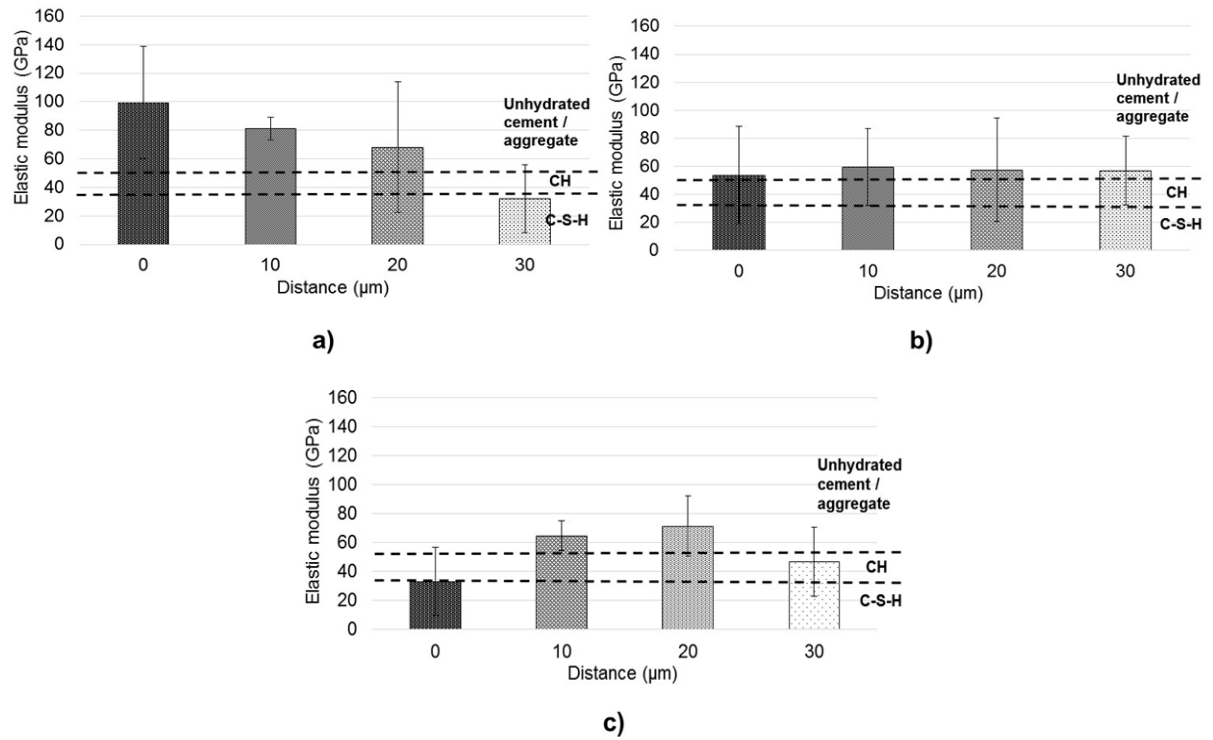 Elastic modulus (GPa)
160
140
120
100
80
60
40
20
0
Unhydrated
cement /
aggregate
CH
C-S-H
0 10 20 30
Distance (µm)
a)
Elastic modulus (GPa)
160
140
120
100
80
60
40
20
0
Unhydrated
cement /
aggregate
CH
C-S-H
0 10 20 30
Distance (µm)
b)
Elastic modulus (GPa)
160
140
120
100
80
60
40
20
0
Unhydrated
cement /
aggregate
CH
C-S-H
0 10 20 30
Distance (µm)
c)